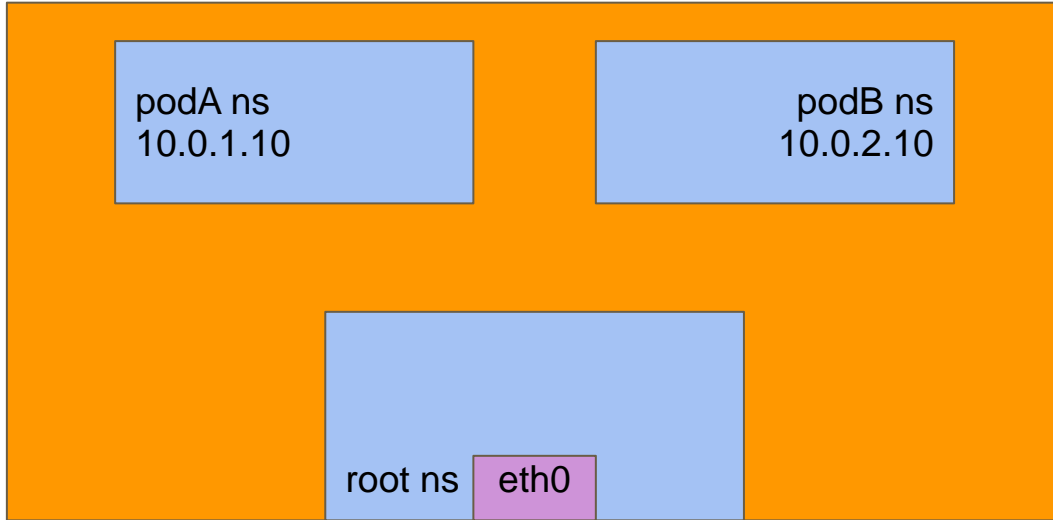 podA ns
10.0.1.10
podB ns
10.0.2.10
root ns
eth0